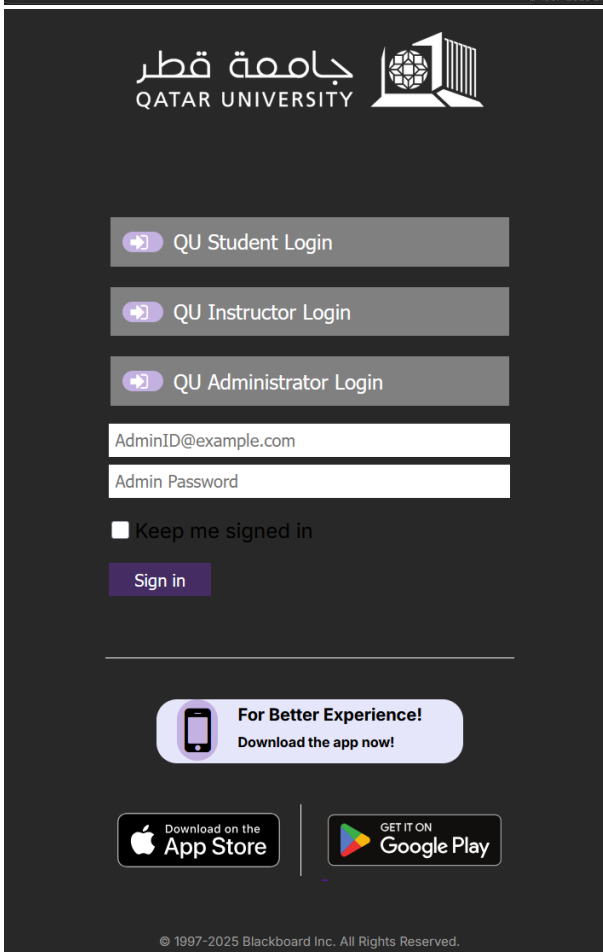 جامعة قطر
QATAR UNIVERSITY
QU Student Login
QU Instructor Login
QU Administrator Login
AdminID@example.com
Admin Password
Keep me signed in
Sign in
For Better Experience!
Download the app now!
Download on the
App Store
GET IT ON
Google Play
© 1997-2025 Blackboard Inc. All Rights Reserved.